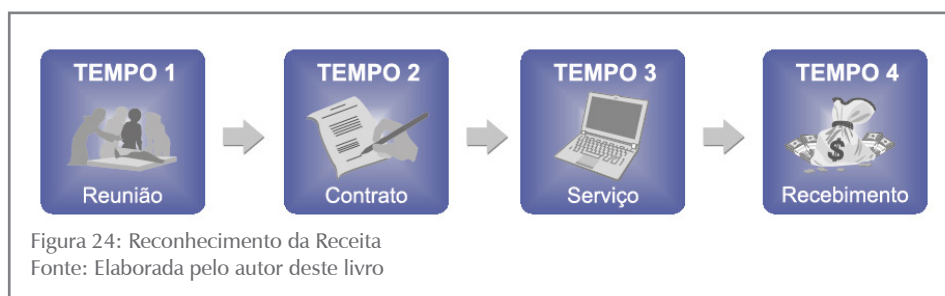 TEMPO 1
Reunião
TEMPO 2
Contrato
TEMPO 3
Serviço
TEMPO 4
$
Recebimento
Figura 24: Reconhecimento da Receita
Fonte: Elaborada pelo autor deste livro